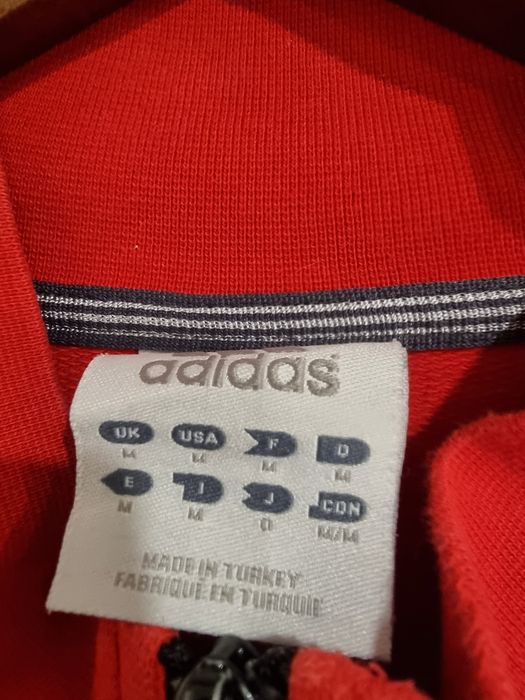 adidas
UK USA F D
M M M M
E I J CDN
M M O M/M
MADE IN TURKEY
FABRIQUÉ EN TURQUIE